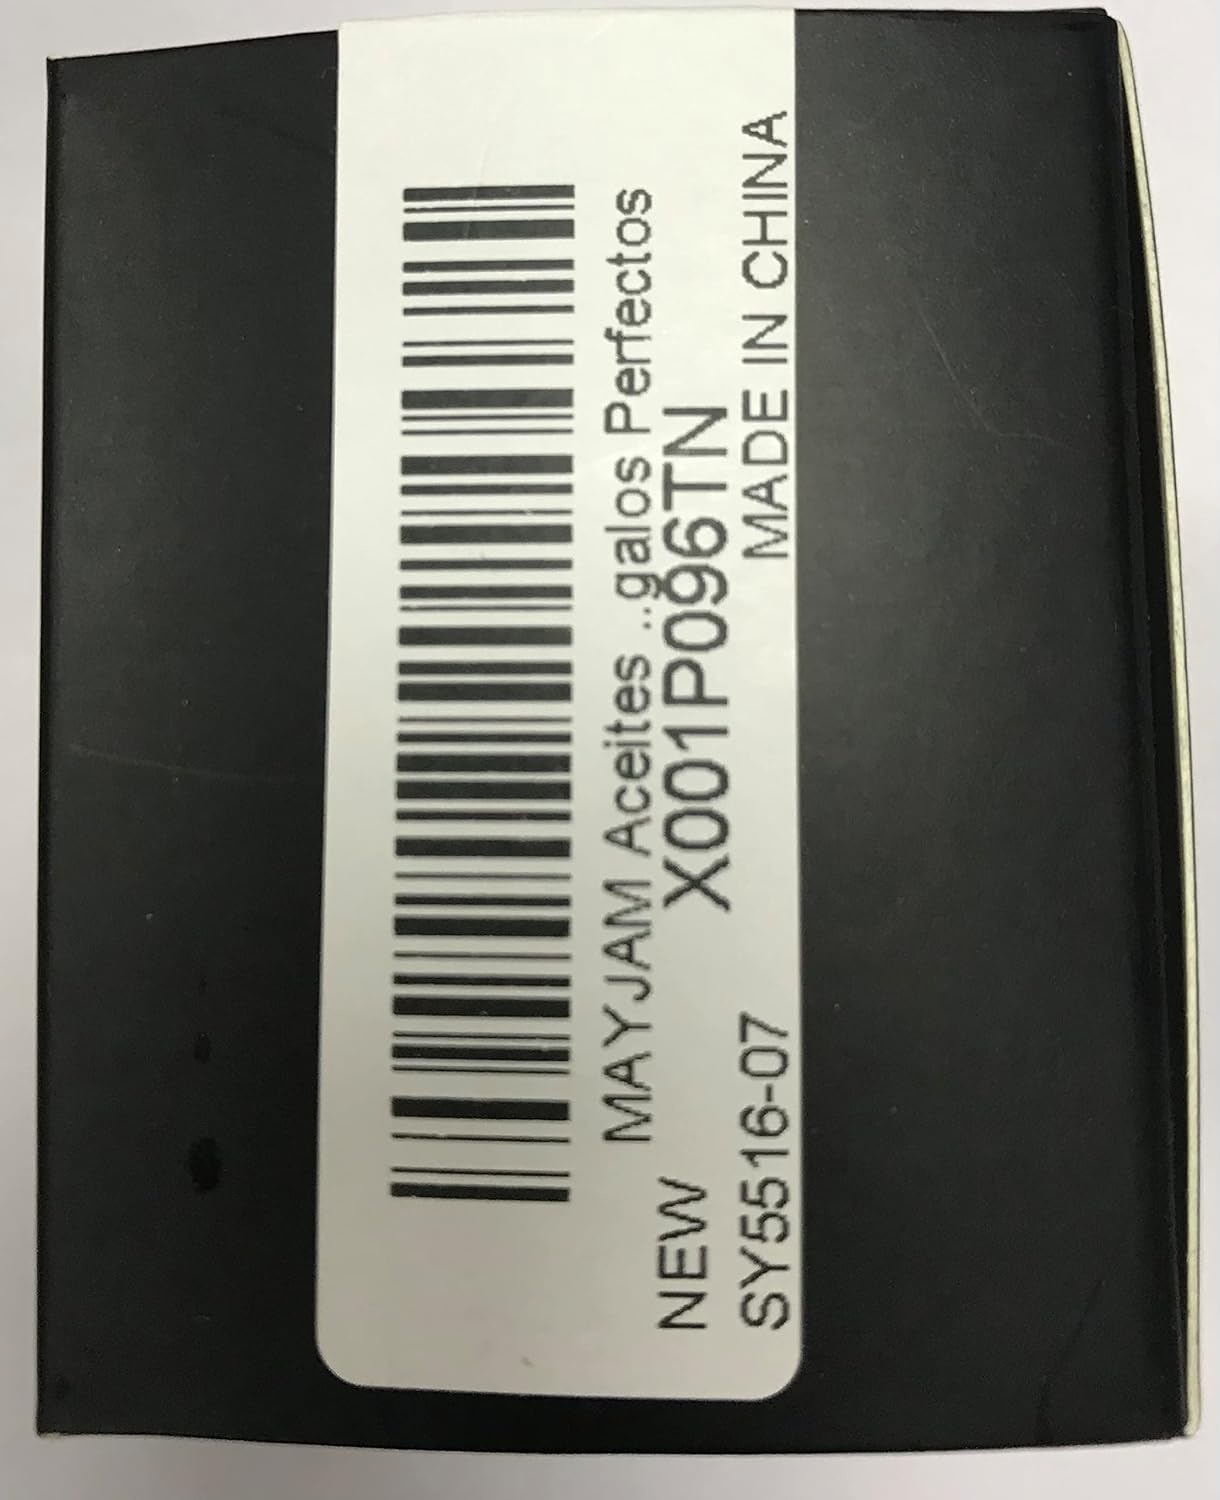 MAYJAM Aceites ...galos Perfectos
NEW
X001P096TN
SY5516-07
MADE IN CHINA